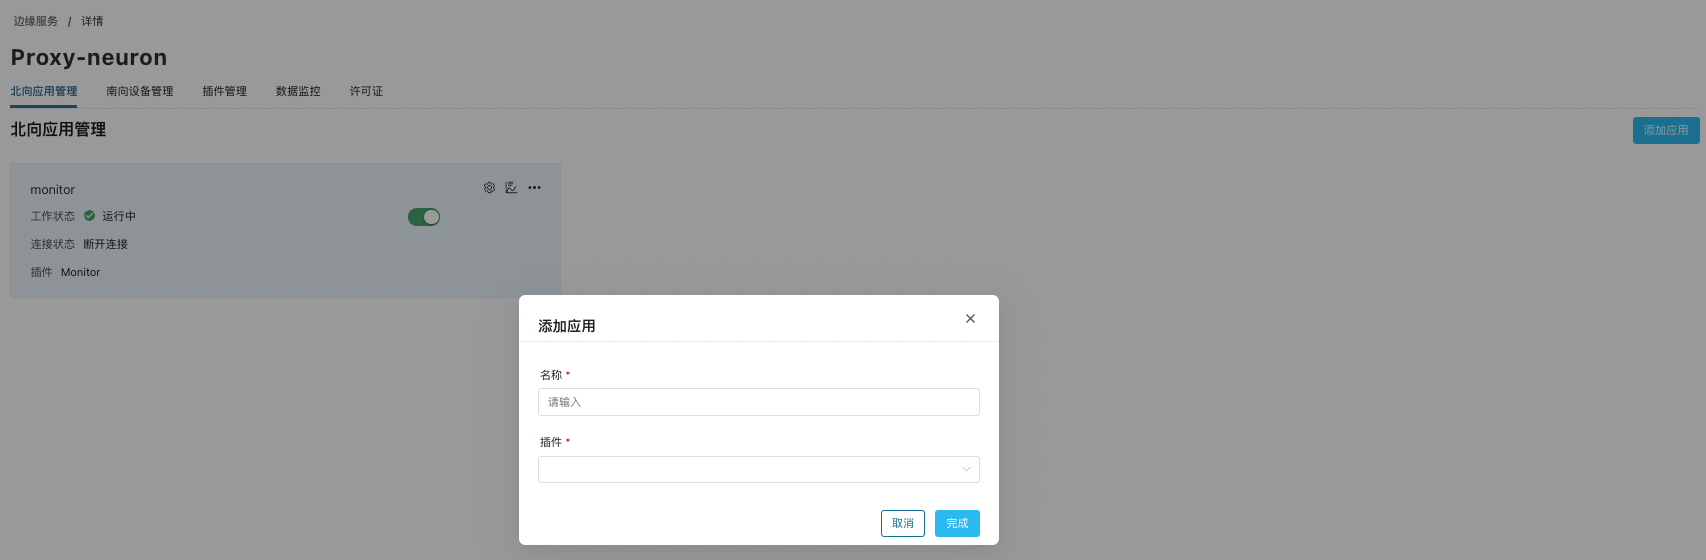 边缘服务 / 详情
Proxy-neuron
北向应用管理 南向设备管理 插件管理 数据监控 许可证
北向应用管理 添加应用
monitor
工作状态 运行中
连接状态 断开连接
插件 Monitor
添加应用
名称 *
请输入
插件 *
取消 完成